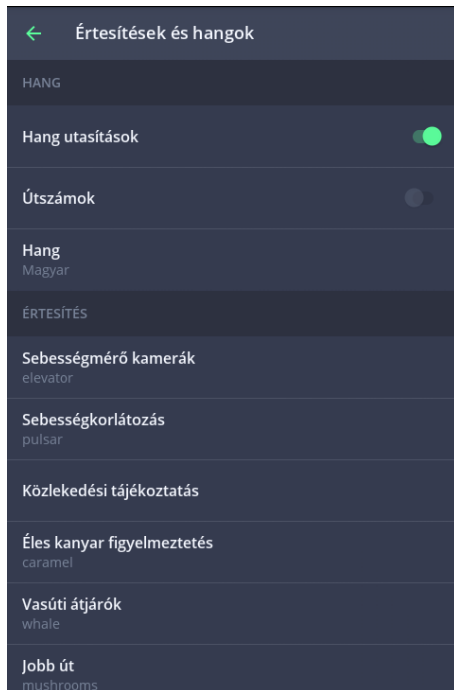 Értesítések és hangok
HANG
Hang utasítások
Útszámok
Hang
Magyar
ÉRTESÍTÉS
Sebességmérő kamerák
elevator
Sebességkorlátozás
pulsar
Közlekedési tájékoztatás
Éles kanyar figyelmeztetés
caramel
Vasúti átjárók
whale
Jobb út
mushrooms